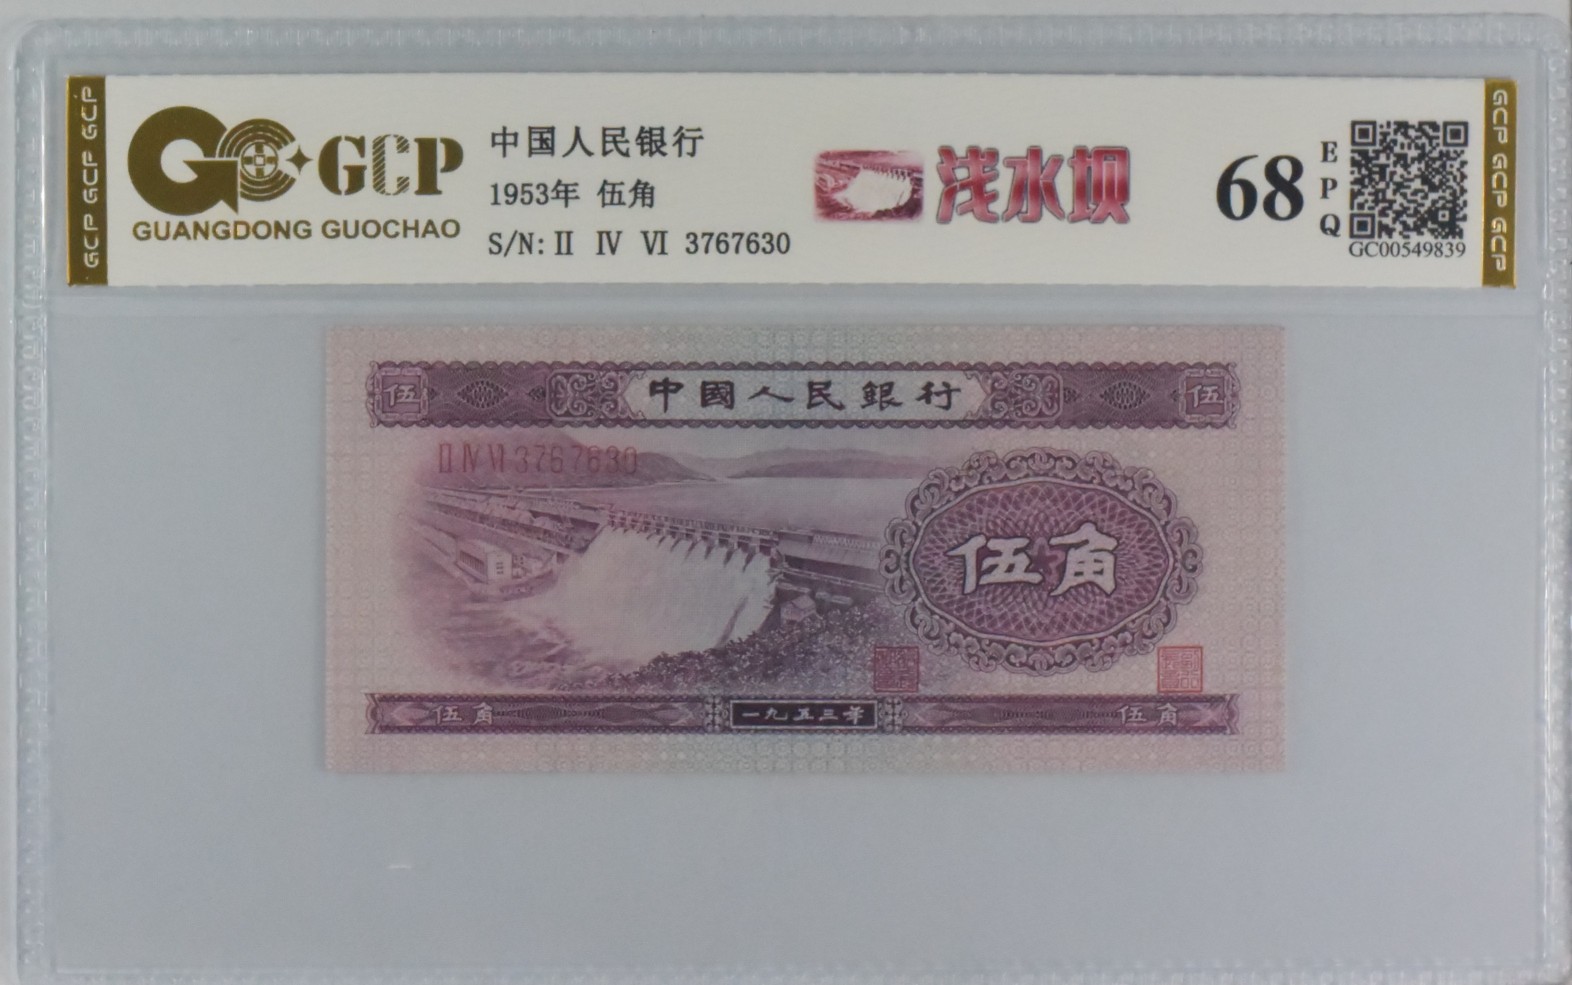 GCP GCP GCP
GCP
GUANGDONG GUOCHAO
中国人民银行
1953年 伍角
S/N: II IV VI 3767630
浅水坝
68
EPQ
GC00549839
GCP GCP GCP
伍
中國人民銀行
伍
II IV VI 3767630
伍角
伍角
一九五三年
伍角